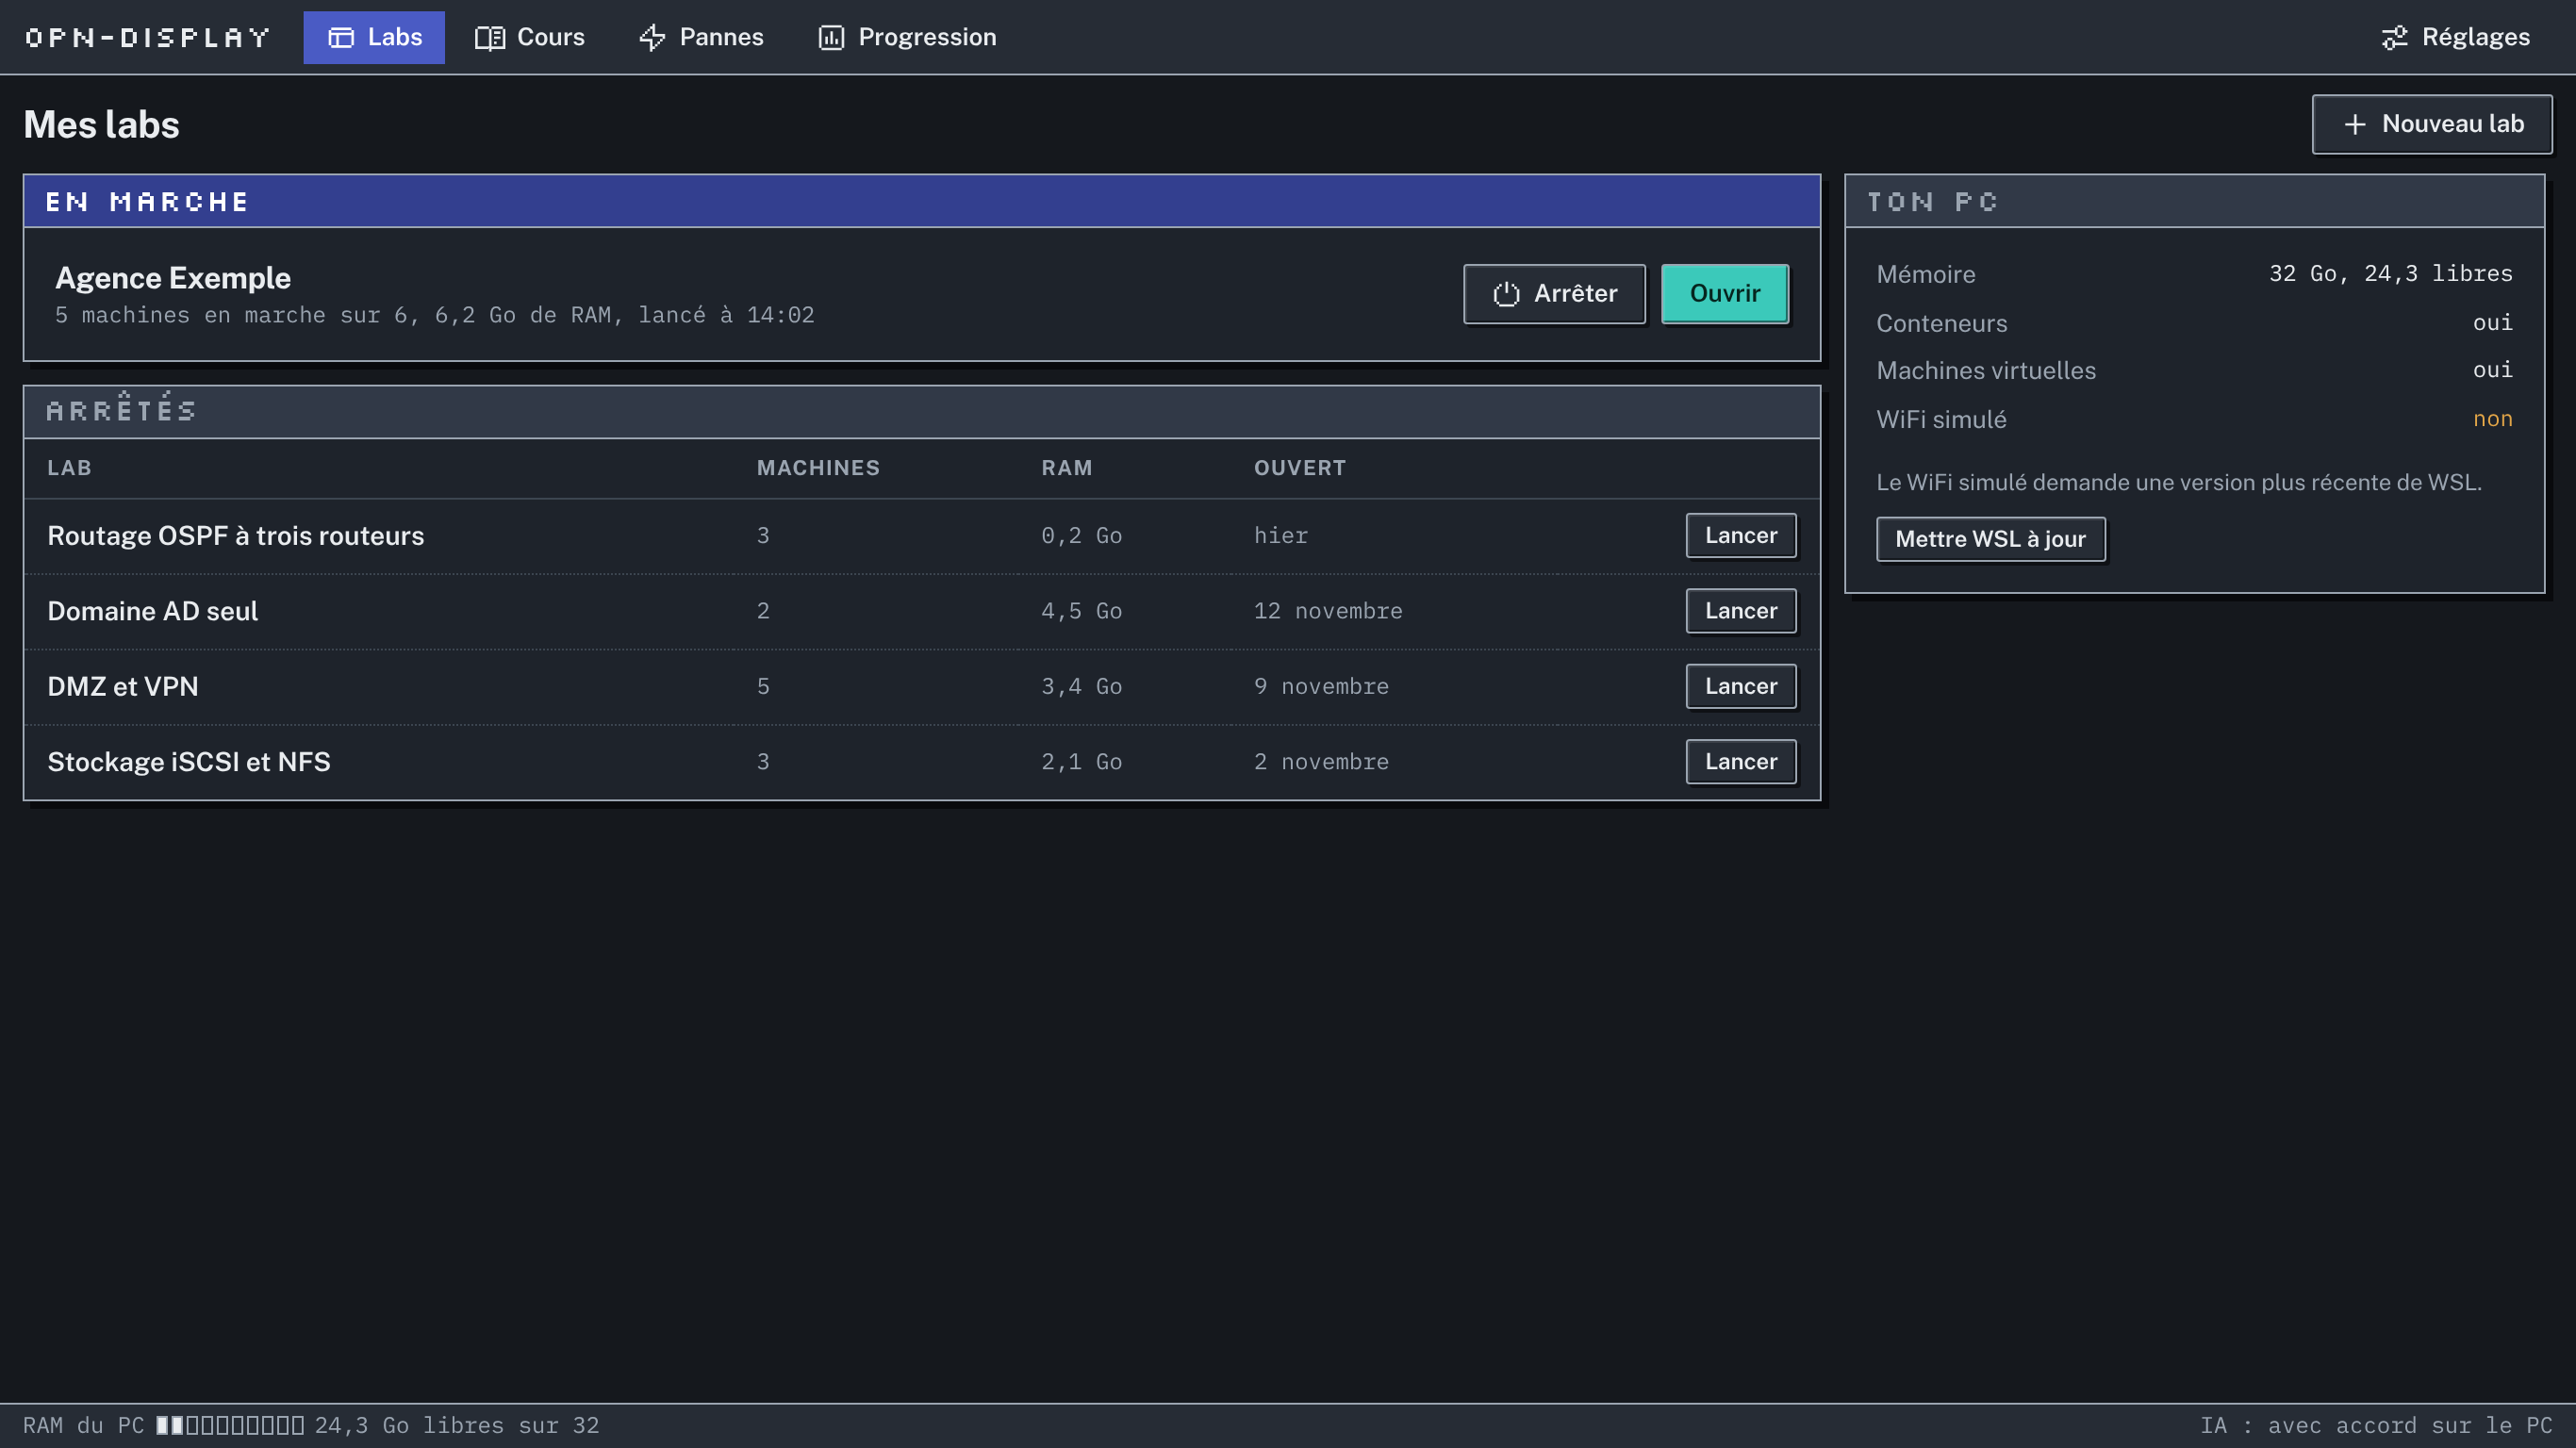 OPN-DISPLAY Labs Cours Pannes Progression Réglages
Mes labs
Nouveau lab
EN MARCHE
Agence Exemple
5 machines en marche sur 6, 6,2 Go de RAM, lancé à 14:02
Arrêter
Ouvrir
ARRÊTÉS
LAB MACHINES RAM OUVERT
Routage OSPF à trois routeurs 3 0,2 Go hier Lancer
Domaine AD seul 2 4,5 Go 12 novembre Lancer
DMZ et VPN 5 3,4 Go 9 novembre Lancer
Stockage iSCSI et NFS 3 2,1 Go 2 novembre Lancer
TON PC
Mémoire 32 Go, 24,3 libres
Conteneurs oui
Machines virtuelles oui
WiFi simulé non
Le WiFi simulé demande une version plus récente de WSL.
Mettre WSL à jour
RAM du PC 24,3 Go libres sur 32
IA : avec accord sur le PC